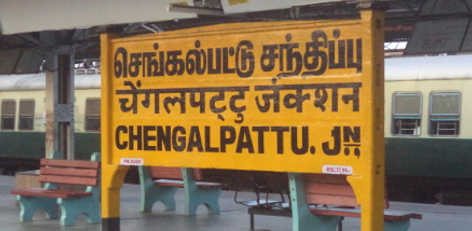 செங்கல்பட்டு சந்திப்பு
चेंगलपट्टु जंक्शन
CHENGALPATTU. JN